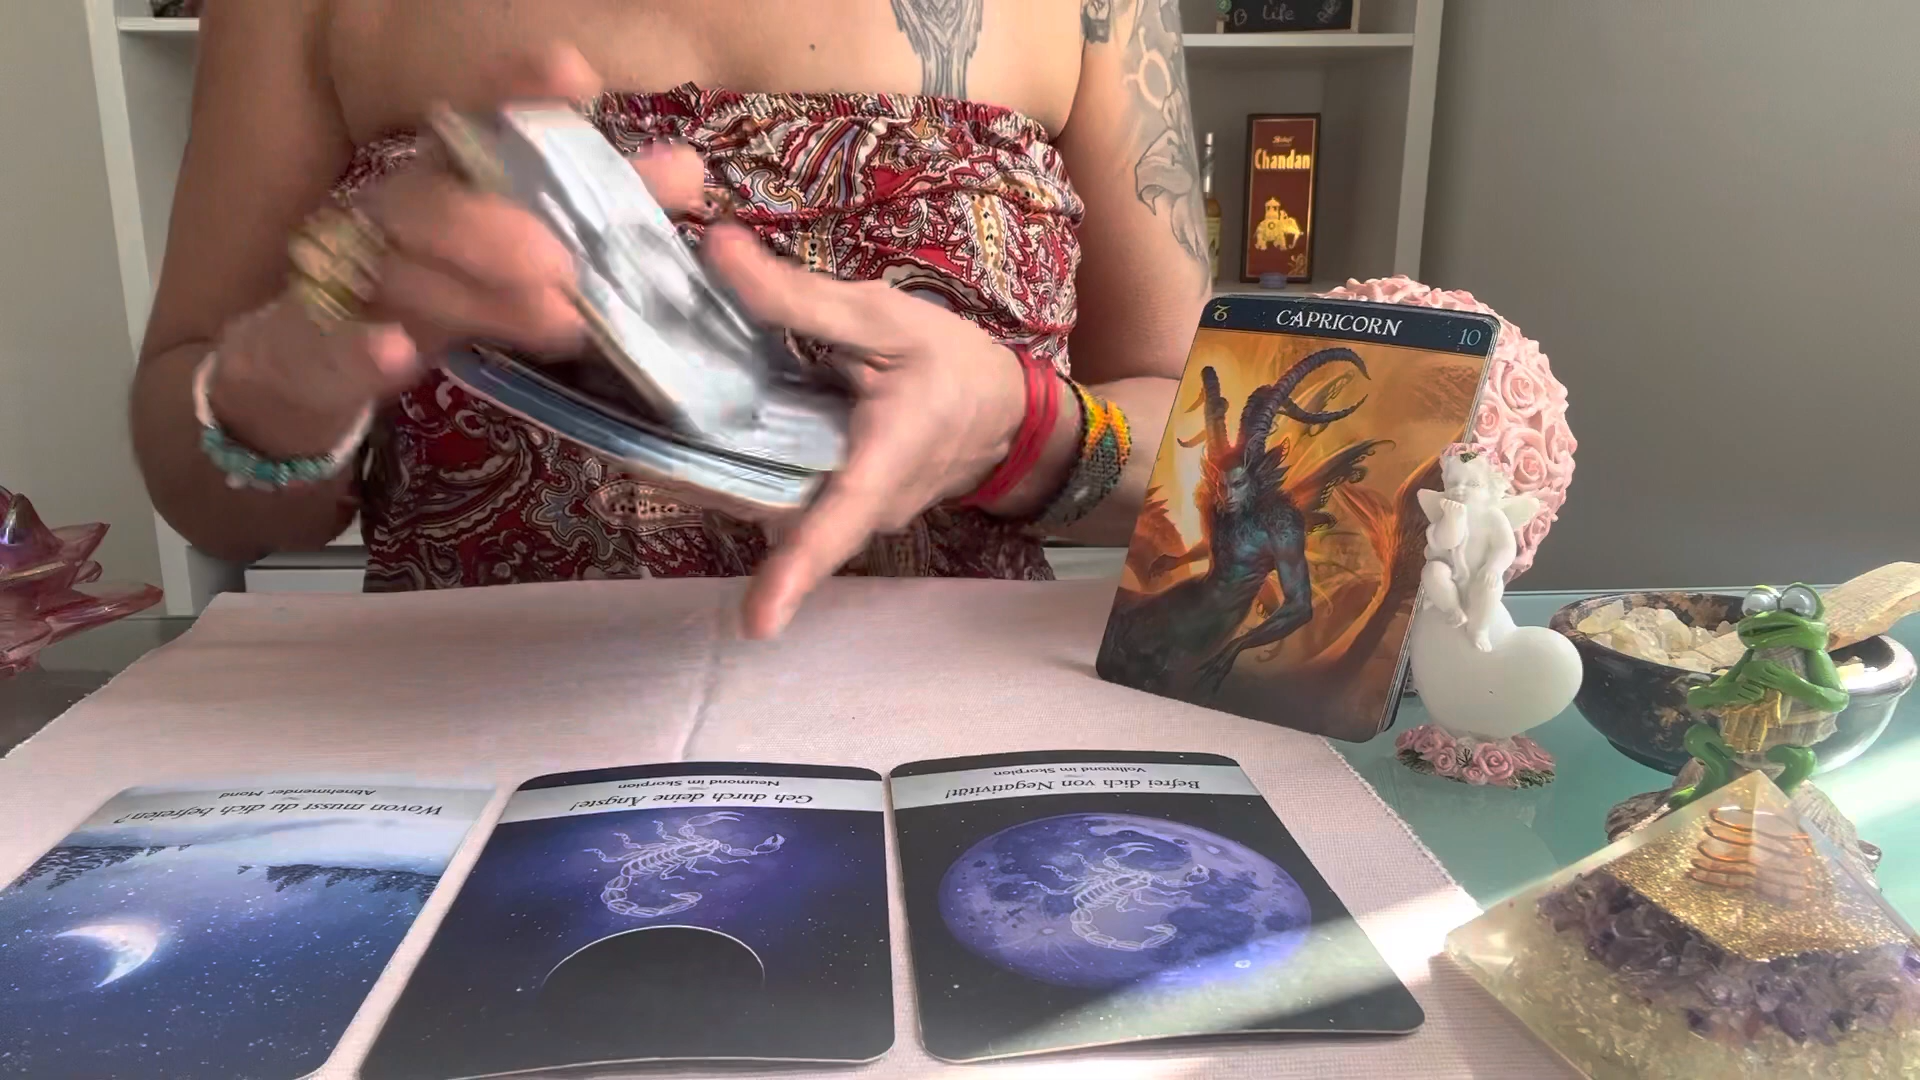 B Life
Chandan
CAPRICORN
10
Wovon musst du dich befreien?
Abnehmender Mond
Geh durch deine Ängste!
Neumond im Skorpion
Befrei dich von Negativität!
Vollmond im Skorpion